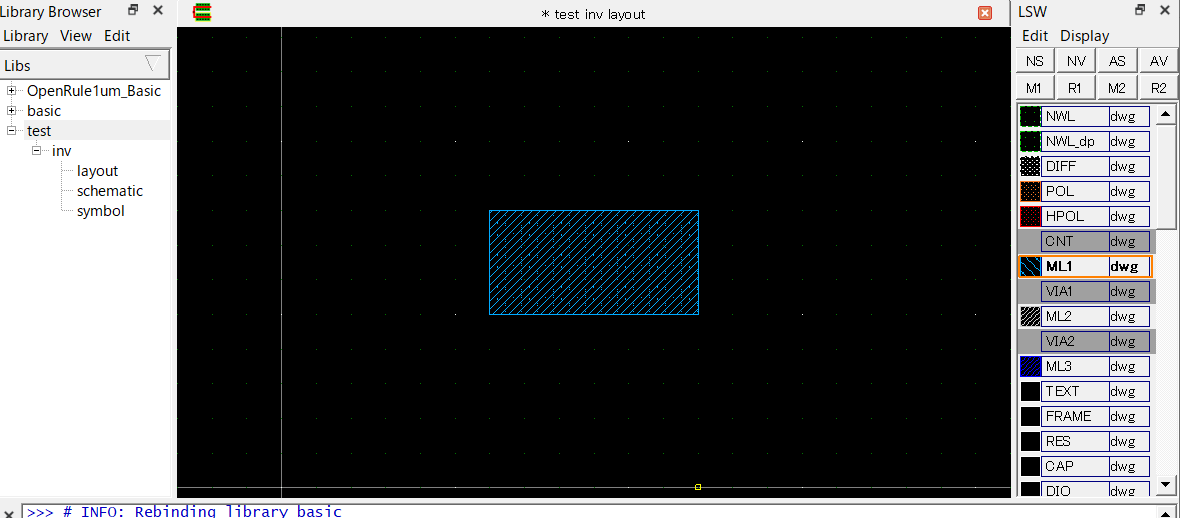 Library Browser
Library View Edit
Libs
OpenRule1um_Basic
basic
test
inv
layout
schematic
symbol
* test inv layout
LSW
Edit Display
NS NV AS AV
M1 R1 M2 R2
NWL dwg
NWL_dp dwg
DIFF dwg
POL dwg
HPOL dwg
CNT dwg
ML1 dwg
VIA1 dwg
ML2 dwg
VIA2 dwg
ML3 dwg
TEXT dwg
FRAME dwg
RES dwg
CAP dwg
DIO dwg
>>> # INFO: Rebinding library basic